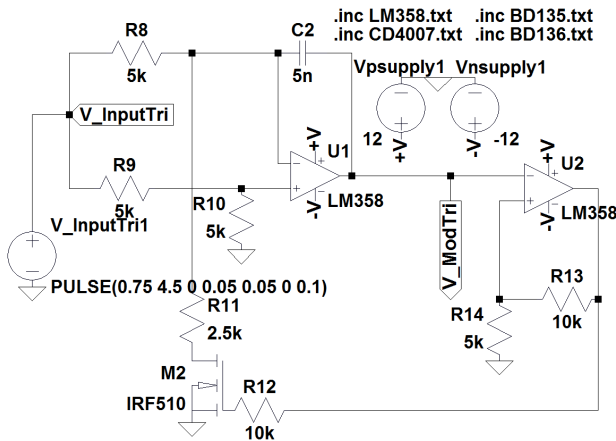 .inc LM358.txt .inc BD135.txt
.inc CD4007.txt .inc BD136.txt
R8
5k
C2
5n
Vpsupply1 Vnsupply1
12 -12
+V
-V
V_InputTri
R9
5k
R10
5k
+V
U1
-V
LM358
+V
U2
-V
LM358
V_InputTri1
PULSE(0.75 4.5 0 0.05 0.05 0 0.1)
V_ModTri
R11
2.5k
R13
10k
R14
5k
M2
IRF510
R12
10k